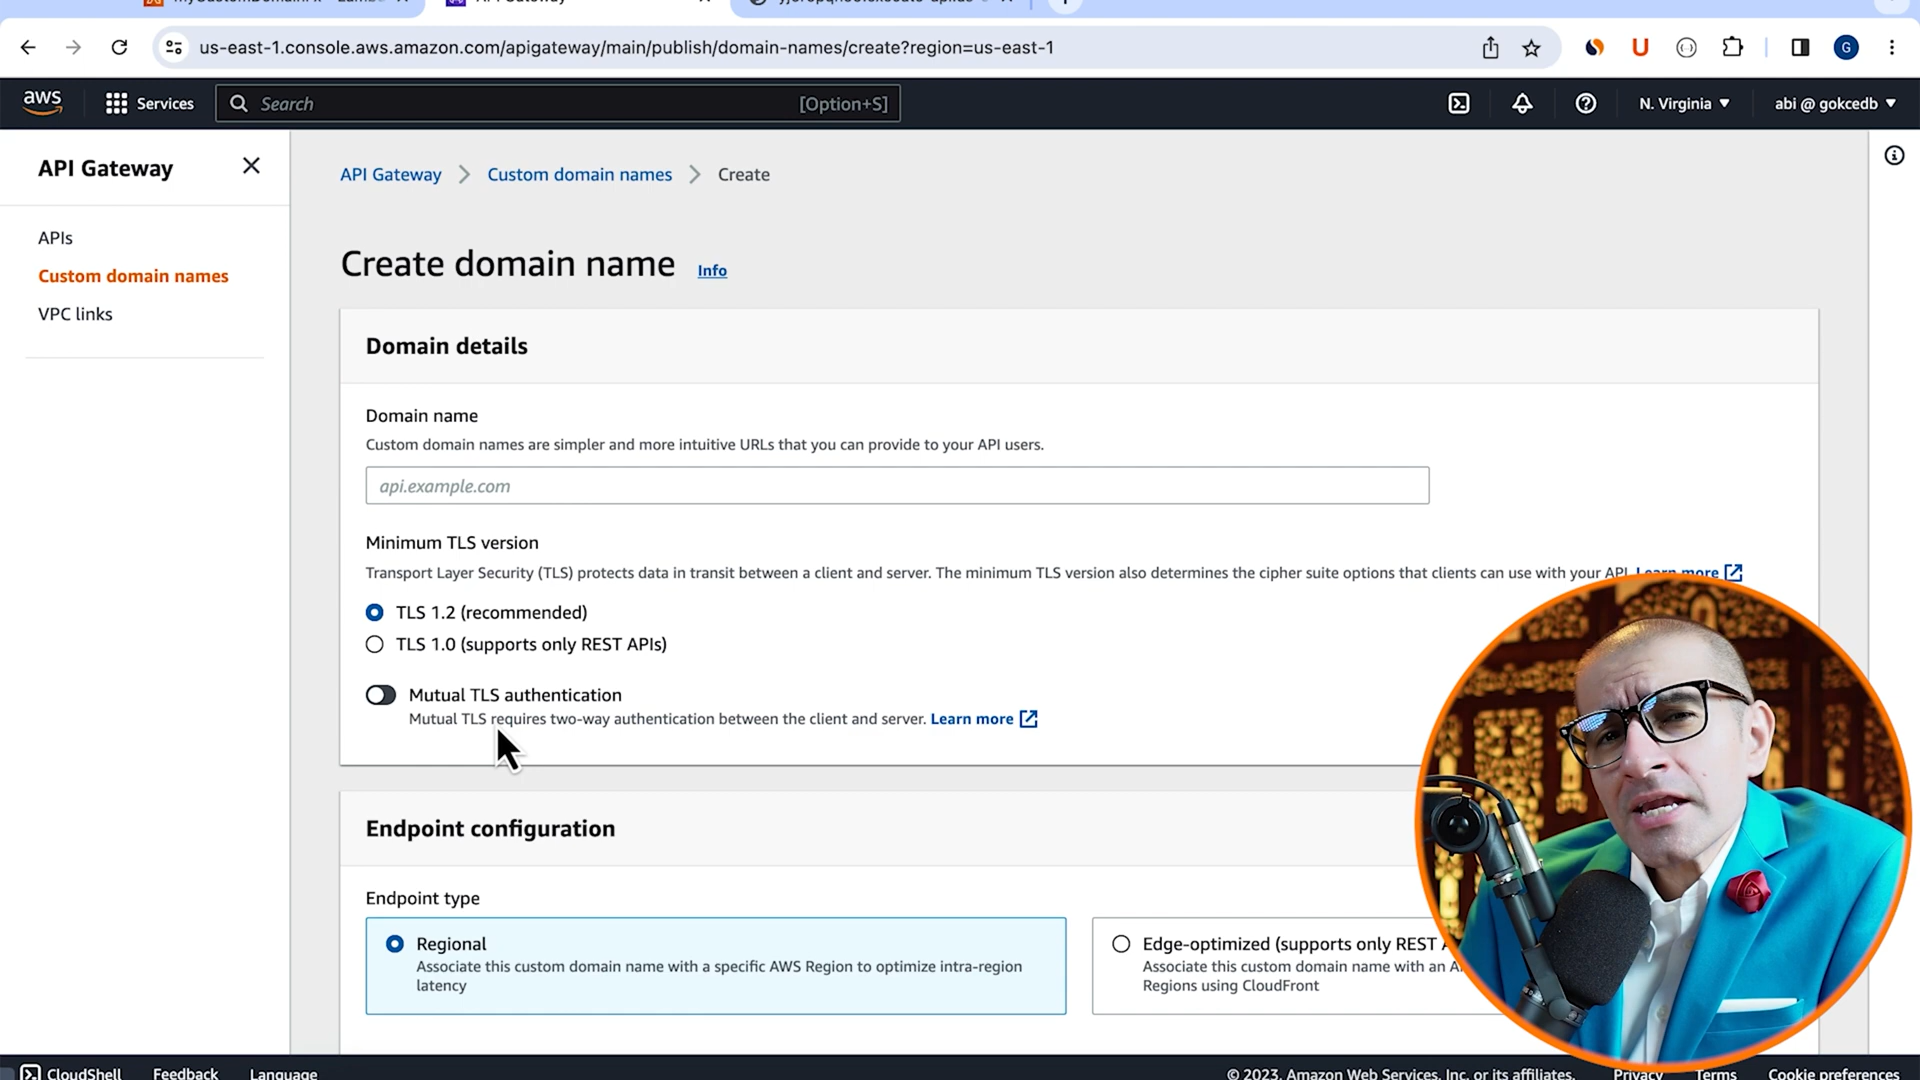 API Gateway
us-east-1.console.aws.amazon.com/apigateway/main/publish/domain-names/create?region=us-east-1
G
aws
Services
Search
[Option+S]
N. Virginia
abi @ gokcedb
API Gateway
APIs
Custom domain names
VPC links
API Gateway
Custom domain names
Create
Create domain name
Info
Domain details
Domain name
Custom domain names are simpler and more intuitive URLs that you can provide to your API users.
api.example.com
Minimum TLS version
Transport Layer Security (TLS) protects data in transit between a client and server. The minimum TLS version also determines the cipher suite options that clients can use with your API. Learn more
TLS 1.2 (recommended)
TLS 1.0 (supports only REST APIs)
Mutual TLS authentication
Mutual TLS requires two-way authentication between the client and server. Learn more
Endpoint configuration
Endpoint type
Regional
Associate this custom domain name with a specific AWS Region to optimize intra-region
latency
Edge-optimized (supports only REST
Associate this custom domain name with an
Regions using CloudFront
CloudShell
Feedback
Language
© 2023, Amazon Web Services, Inc. or its affiliates.
Privacy
Terms
Cookie preferences